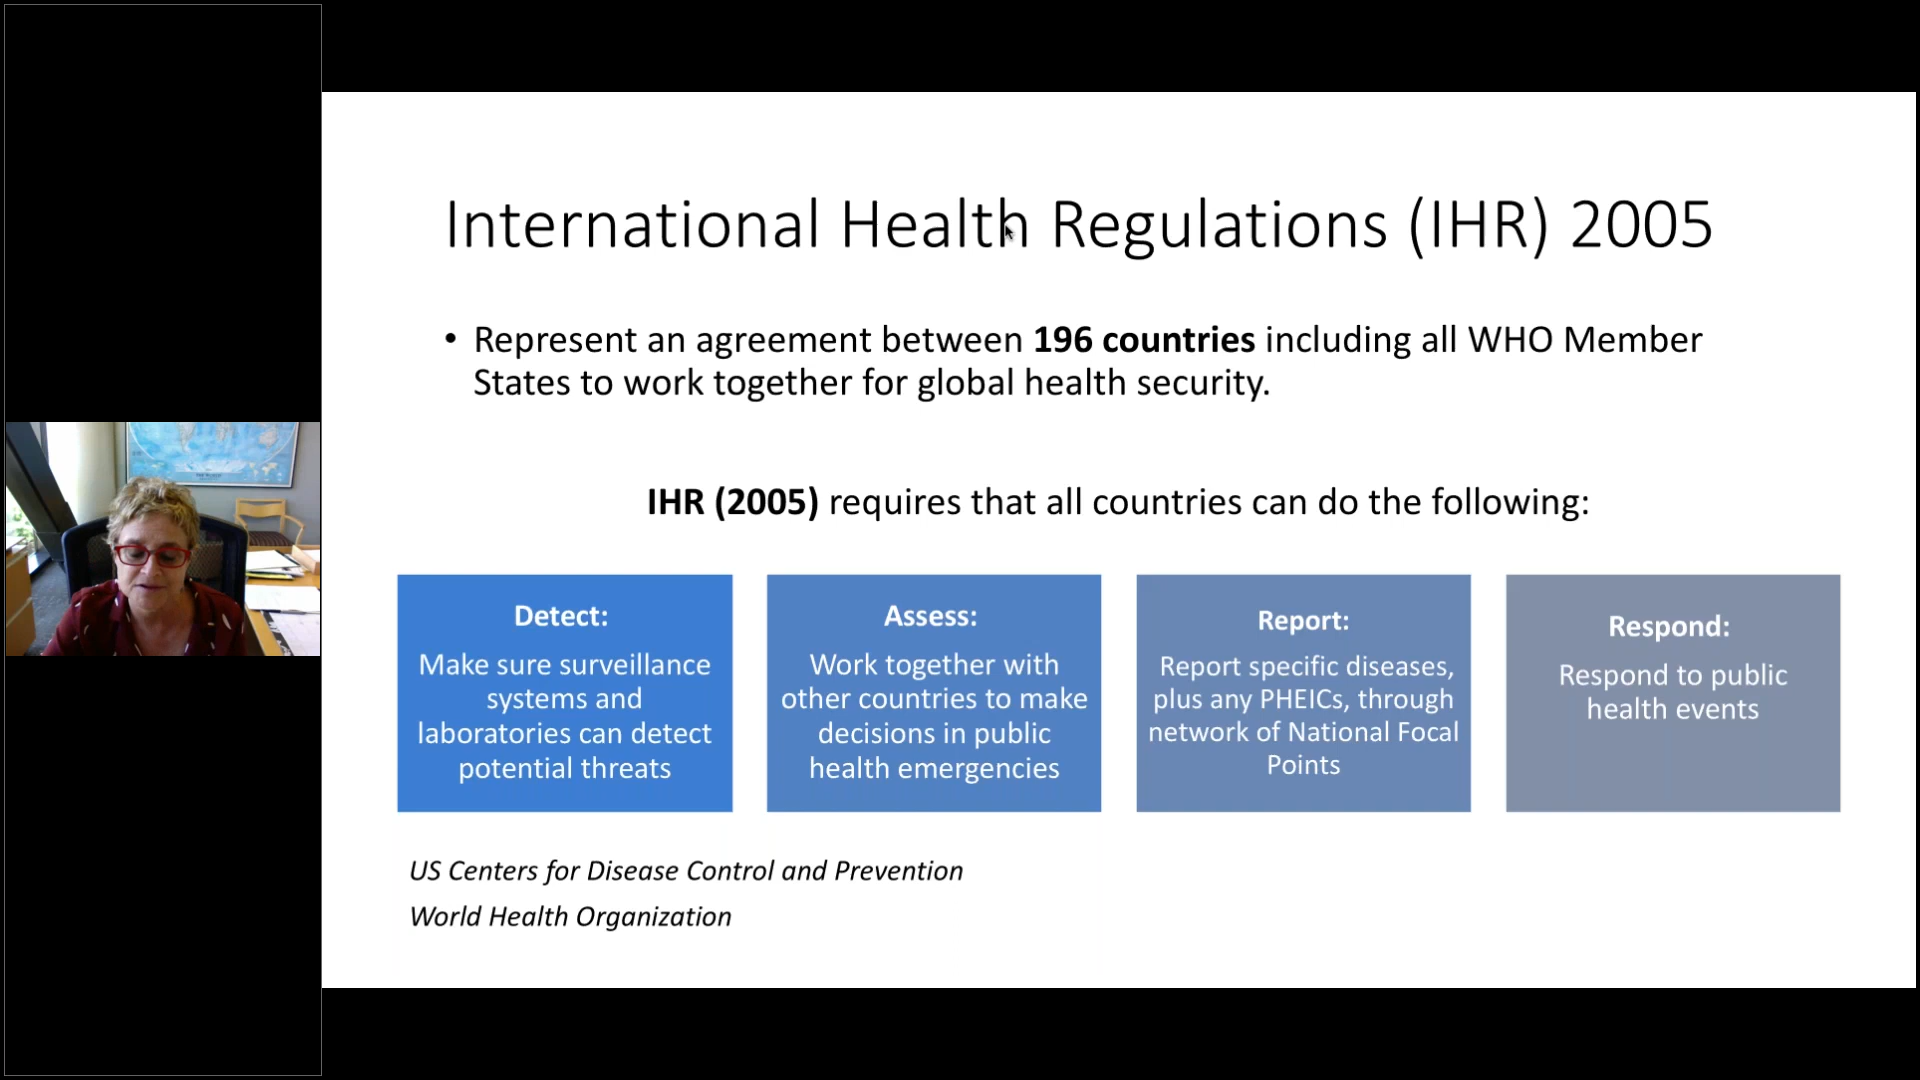 International Health Regulations (IHR) 2005
• Represent an agreement between 196 countries including all WHO Member
States to work together for global health security.
IHR (2005) requires that all countries can do the following:
Detect:
Make sure surveillance
systems and
laboratories can detect
potential threats
Assess:
Work together with
other countries to make
decisions in public
health emergencies
Report:
Report specific diseases,
plus any PHEICs, through
network of National Focal
Points
Respond:
Respond to public
health events
US Centers for Disease Control and Prevention
World Health Organization